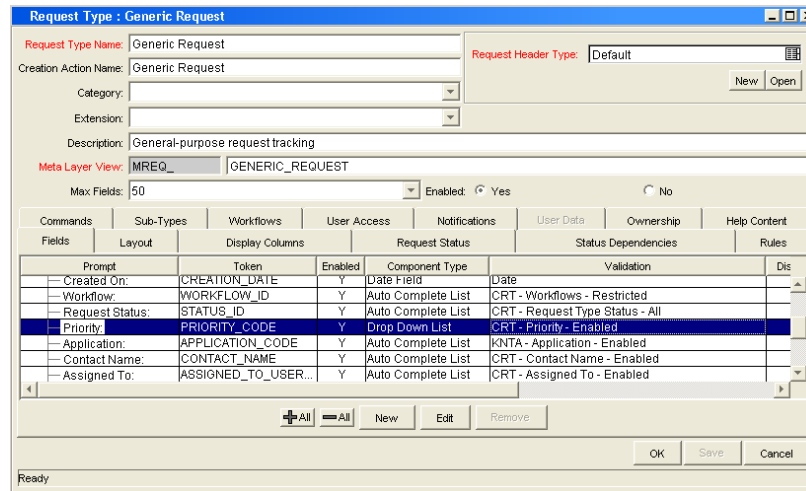 Request Type : Generic Request
Request Type Name: Generic Request
Request Header Type: Default
Creation Action Name: Generic Request
New Open
Category:
Extension:
Description: General-purpose request tracking
Meta Layer View: MREQ_ GENERIC_REQUEST
Max Fields: 50 Enabled: Yes No
Commands Sub-Types Workflows User Access Notifications User Data Ownership Help Content
Fields Layout Display Columns Request Status Status Dependencies Rules
Prompt Token Enabled Component Type Validation Dis
Created On: CREATION_DATE Y Date Field Date
Workflow: WORKFLOW_ID Y Auto Complete List CRT - Workflows - Restricted
Request Status: STATUS_ID Y Auto Complete List CRT - Request Type Status - All
Priority: PRIORITY_CODE Y Drop Down List CRT - Priority - Enabled
Application: APPLICATION_CODE Y Auto Complete List KNTA - Application - Enabled
Contact Name: CONTACT_NAME Y Auto Complete List CRT - Contact Name - Enabled
Assigned To: ASSIGNED_TO_USER... Y Auto Complete List CRT - Assigned To - Enabled
All All New Edit Remove
OK Save Cancel
Ready